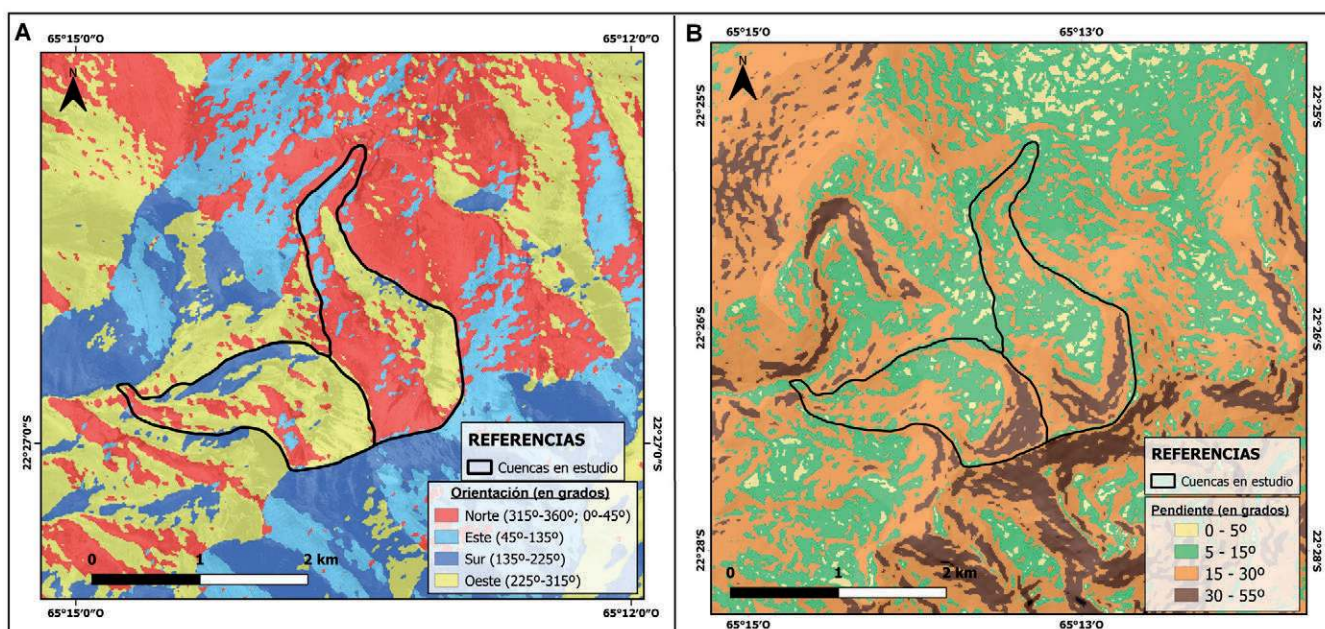 A
65°15'0"O
65°12'0"O
N
22°27'0"S
22°27'0"S
REFERENCIAS
Cuencas en estudio
Orientación (en grados)
Norte (315º-360º; 0º-45º)
Este (45º-135º)
Sur (135º-225º)
Oeste (225º-315º)
0 1 2 km
65°15'0"O
65°12'0"O
B
65°15'O
65°13'O
N
22°25'S
22°25'S
22°26'S
22°26'S
22°28'S
22°28'S
REFERENCIAS
Cuencas en estudio
Pendiente (en grados)
0 - 5º
5 - 15º
15 - 30º
30 - 55º
0 1 2 km
65°15'O
65°13'O